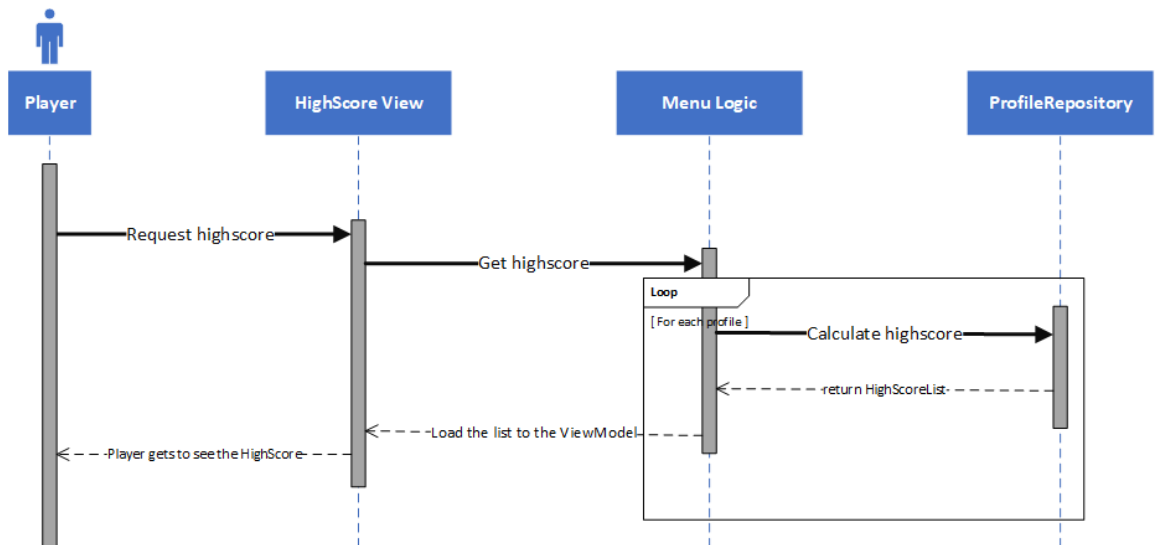 Player
HighScore View
Menu Logic
ProfileRepository
Request highscore
Get highscore
Loop
[ For each profile ]
Calculate highscore
return HighScoreList
Load the list to the ViewModel
Player gets to see the HighScore